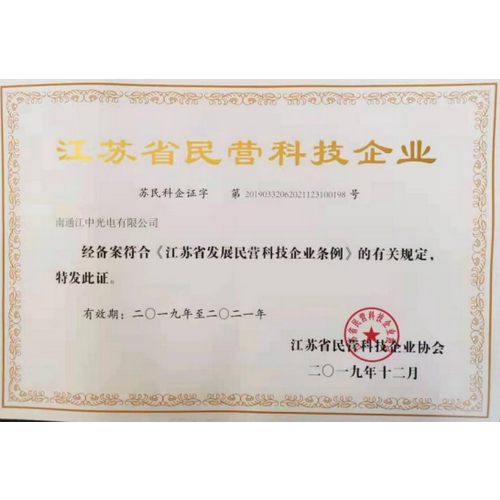 江苏省民营科技企业
苏民科企证字 第 20190332062021123100198 号
南通江中光电有限公司
经备案符合《江苏省发展民营科技企业条例》的有关规定，
特发此证。
有效期：二〇一九年至二〇二一年
江苏省民营科技企业协会
二〇一九年十二月